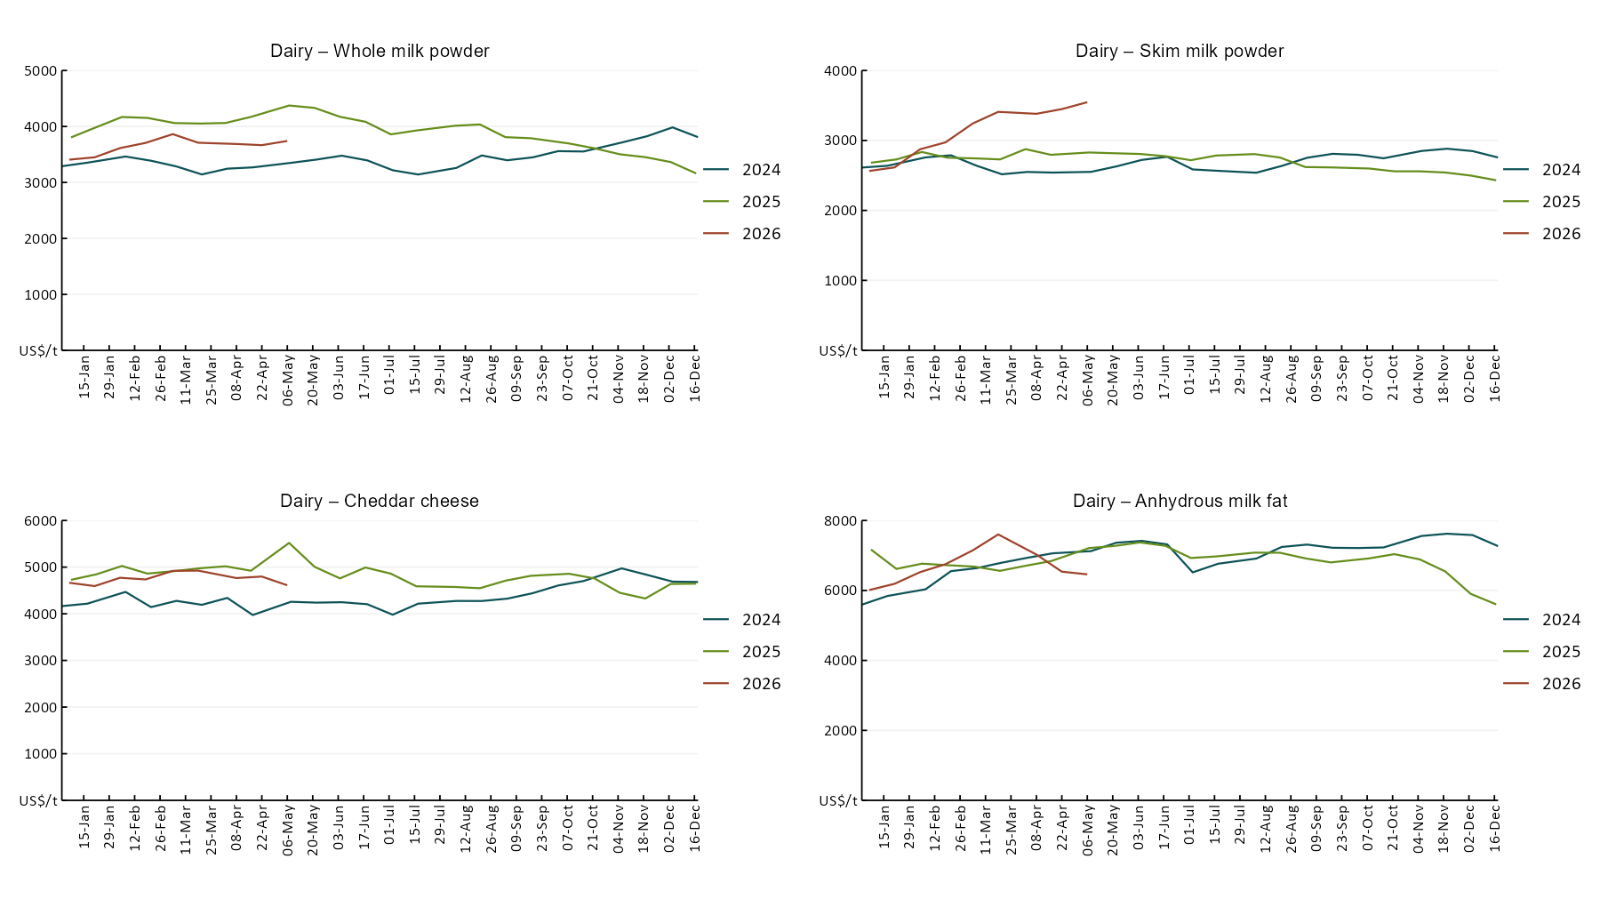 Dairy – Whole milk powder
5000
4000
3000
2000
1000
US$/t
15-Jan
29-Jan
12-Feb
26-Feb
11-Mar
25-Mar
08-Apr
22-Apr
06-May
20-May
03-Jun
17-Jun
01-Jul
15-Jul
29-Jul
12-Aug
26-Aug
09-Sep
23-Sep
07-Oct
21-Oct
04-Nov
18-Nov
02-Dec
16-Dec
2024
2025
2026
Dairy – Skim milk powder
4000
3000
2000
1000
US$/t
15-Jan
29-Jan
12-Feb
26-Feb
11-Mar
25-Mar
08-Apr
22-Apr
06-May
20-May
03-Jun
17-Jun
01-Jul
15-Jul
29-Jul
12-Aug
26-Aug
09-Sep
23-Sep
07-Oct
21-Oct
04-Nov
18-Nov
02-Dec
16-Dec
2024
2025
2026
Dairy – Cheddar cheese
6000
5000
4000
3000
2000
1000
US$/t
15-Jan
29-Jan
12-Feb
26-Feb
11-Mar
25-Mar
08-Apr
22-Apr
06-May
20-May
03-Jun
17-Jun
01-Jul
15-Jul
29-Jul
12-Aug
26-Aug
09-Sep
23-Sep
07-Oct
21-Oct
04-Nov
18-Nov
02-Dec
16-Dec
2024
2025
2026
Dairy – Anhydrous milk fat
8000
6000
4000
2000
US$/t
15-Jan
29-Jan
12-Feb
26-Feb
11-Mar
25-Mar
08-Apr
22-Apr
06-May
20-May
03-Jun
17-Jun
01-Jul
15-Jul
29-Jul
12-Aug
26-Aug
09-Sep
23-Sep
07-Oct
21-Oct
04-Nov
18-Nov
02-Dec
16-Dec
2024
2025
2026